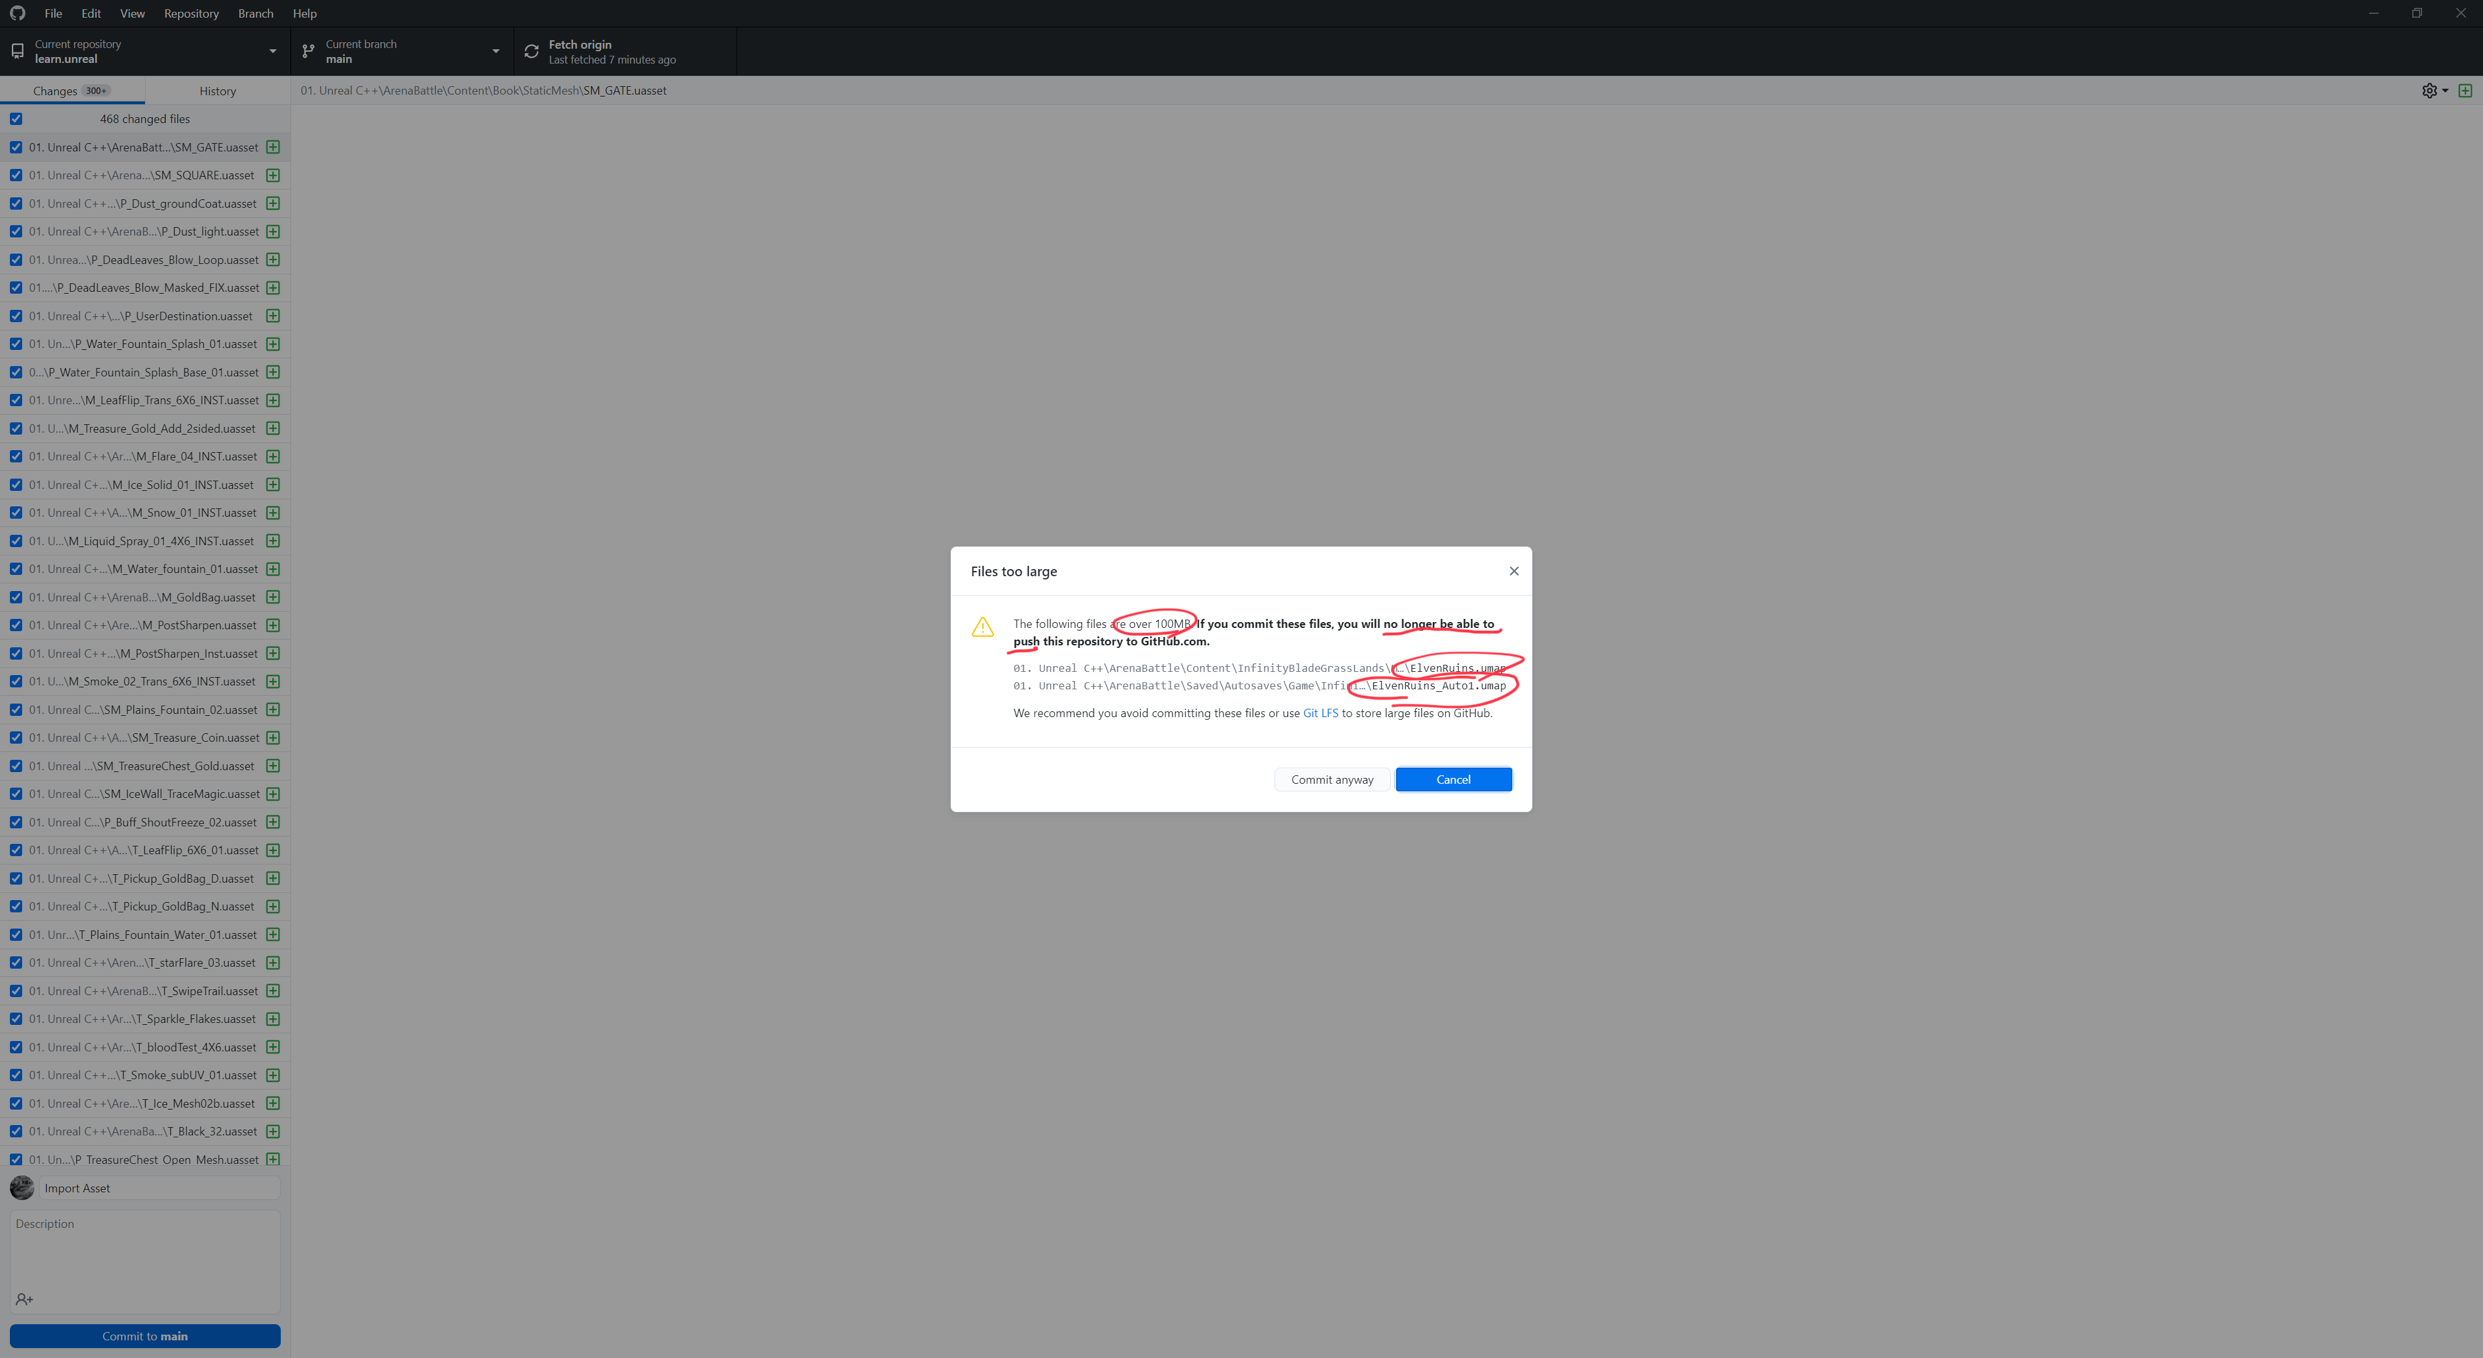 File Edit View Repository Branch Help
Current repository
learn.unreal
Current branch
main
Fetch origin
Last fetched 7 minutes ago
Changes 300+
History
01. Unreal C++\ArenaBattle\Content\Book\StaticMesh\SM_GATE.uasset
468 changed files
01. Unreal C++\ArenaBatt...\SM_GATE.uasset
01. Unreal C++\Arena...\SM_SQUARE.uasset
01. Unreal C++...\P_Dust_groundCoat.uasset
01. Unreal C++\ArenaB...\P_Dust_light.uasset
01. Unrea...\P_DeadLeaves_Blow_Loop.uasset
01....\P_DeadLeaves_Blow_Masked_FIX.uasset
01. Unreal C++\...\P_UserDestination.uasset
01. Un...\P_Water_Fountain_Splash_01.uasset
0...\P_Water_Fountain_Splash_Base_01.uasset
01. Unre...\M_LeafFlip_Trans_6X6_INST.uasset
01. U...\M_Treasure_Gold_Add_2sided.uasset
01. Unreal C++\Ar...\M_Flare_04_INST.uasset
01. Unreal C+...\M_Ice_Solid_01_INST.uasset
01. Unreal C++\A...\M_Snow_01_INST.uasset
01. U...\M_Liquid_Spray_01_4X6_INST.uasset
01. Unreal C+...\M_Water_fountain_01.uasset
01. Unreal C++\ArenaB...\M_GoldBag.uasset
01. Unreal C++\Are...\M_PostSharpen.uasset
01. Unreal C++...\M_PostSharpen_Inst.uasset
01. U...\M_Smoke_02_Trans_6X6_INST.uasset
01. Unreal C...\SM_Plains_Fountain_02.uasset
01. Unreal C++\A...\SM_Treasure_Coin.uasset
01. Unreal ...\SM_TreasureChest_Gold.uasset
01. Unreal C...\SM_IceWall_TraceMagic.uasset
01. Unreal C...\P_Buff_ShoutFreeze_02.uasset
01. Unreal C++\A...\T_LeafFlip_6X6_01.uasset
01. Unreal C+...\T_Pickup_GoldBag_D.uasset
01. Unreal C+...\T_Pickup_GoldBag_N.uasset
01. Unr...\T_Plains_Fountain_Water_01.uasset
01. Unreal C++\Aren...\T_starFlare_03.uasset
01. Unreal C++\ArenaB...\T_SwipeTrail.uasset
01. Unreal C++\Ar...\T_Sparkle_Flakes.uasset
01. Unreal C++\Ar...\T_bloodTest_4X6.uasset
01. Unreal C++...\T_Smoke_subUV_01.uasset
01. Unreal C++\Are...\T_Ice_Mesh02b.uasset
01. Unreal C++\ArenaBa...\T_Black_32.uasset
01. Un...\P_TreasureChest_Open_Mesh.uasset
Import Asset
Description
Commit to main
Files too large
The following files are over 100MB. If you commit these files, you will no longer be able to
push this repository to GitHub.com.
01. Unreal C++\ArenaBattle\Content\InfinityBladeGrassLands\M…\ElvenRuins.umap
01. Unreal C++\ArenaBattle\Saved\Autosaves\Game\Infini…\ElvenRuins_Auto1.umap
We recommend you avoid committing these files or use Git LFS to store large files on GitHub.
Commit anyway
Cancel